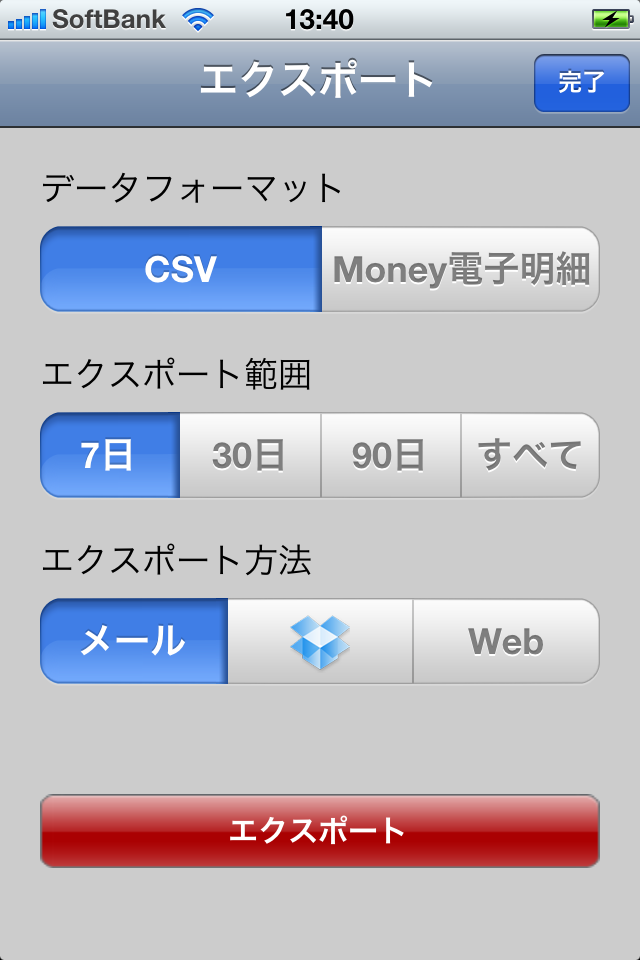 SoftBank 13:40
エクスポート 完了
データフォーマット
CSV Money電子明細
エクスポート範囲
7日 30日 90日 すべて
エクスポート方法
メール Web
エクスポート